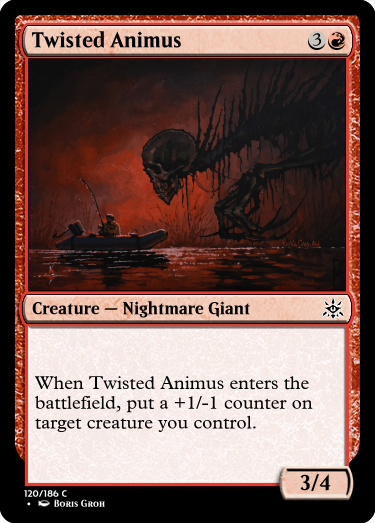 Twisted Animus
3
Creature — Nightmare Giant
When Twisted Animus enters the
battlefield, put a +1/-1 counter on
target creature you control.
3/4
120/186 C
• Boris Groh